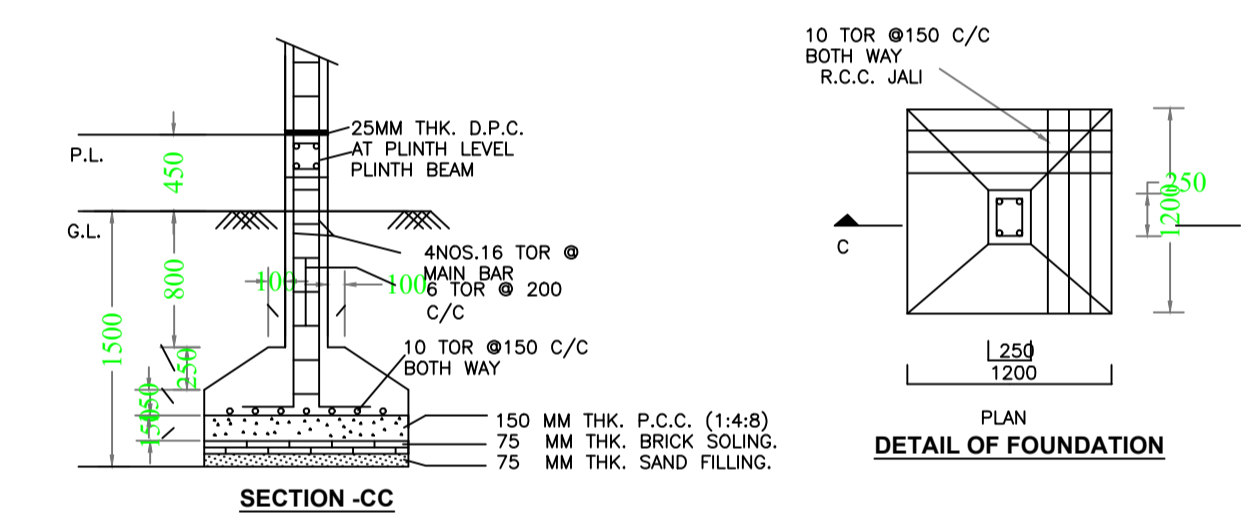 25MM THK. D.P.C.
AT PLINTH LEVEL
PLINTH BEAM
P.L.
450
G.L.
4NOS.16 TOR @
MAIN BAR
6 TOR @ 200
C/C
100
100
800
1500
250
10 TOR @150 C/C
BOTH WAY
150
150
150 MM THK. P.C.C. (1:4:8)
75 MM THK. BRICK SOLING.
75 MM THK. SAND FILLING.
SECTION -CC
10 TOR @150 C/C
BOTH WAY
R.C.C. JALI
250
1200
C
250
1200
PLAN
DETAIL OF FOUNDATION